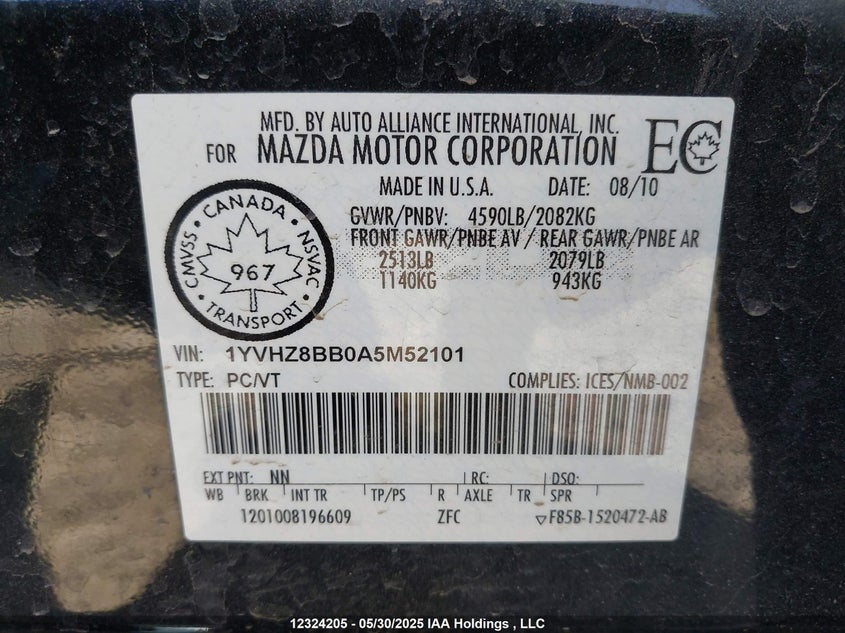 MFD. BY AUTO ALLIANCE INTERNATIONAL, INC.
FOR MAZDA MOTOR CORPORATION EC
MADE IN U.S.A. DATE: 08/10
GVWR/PNBV: 4590LB/2082KG
FRONT GAWR/PNBE AV / REAR GAWR/PNBE AR
2513LB 2079LB
1140KG 943KG
CANADA
CMVSS 967 NSVAC
TRANSPORT
VIN: 1YVHZ8BB0A5M52101
TYPE: PC/VT COMPLIES: ICES/NMB-002
EXT PNT: NN RC: DSO:
WB BRK INT TR TP/PS R AXLE TR SPR
1201008196609 ZFC ▽F85B-1520472-AB
12324205 - 05/30/2025 IAA Holdings , LLC